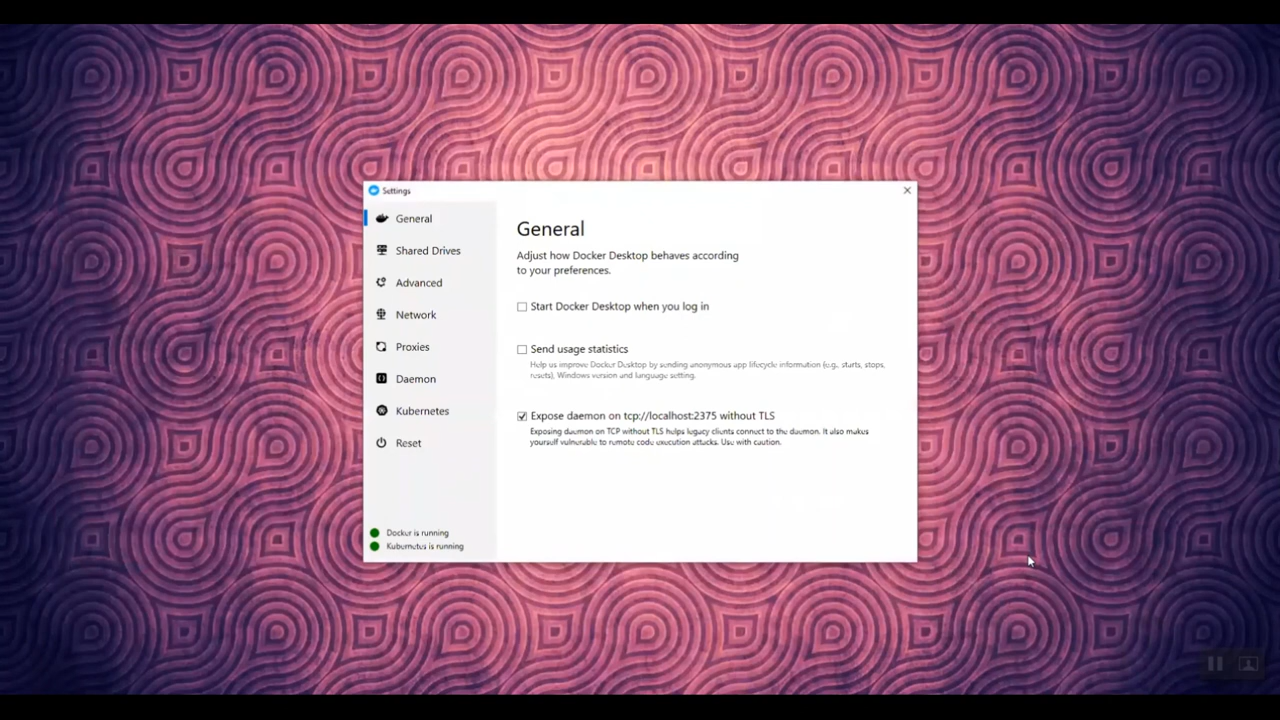 Settings
General
Shared Drives
Advanced
Network
Proxies
Daemon
Kubernetes
Reset
Docker is running
Kubernetes is running
General
Adjust how Docker Desktop behaves according
to your preferences.
Start Docker Desktop when you log in
Send usage statistics
Help us improve Docker Desktop by sending anonymous app lifecycle information (e.g., starts, stops,
resets), Windows version and language setting.
Expose daemon on tcp://localhost:2375 without TLS
Exposing daemon on TCP without TLS helps legacy clients connect to the daemon. It also makes
yourself vulnerable to remote code execution attacks. Use with caution.